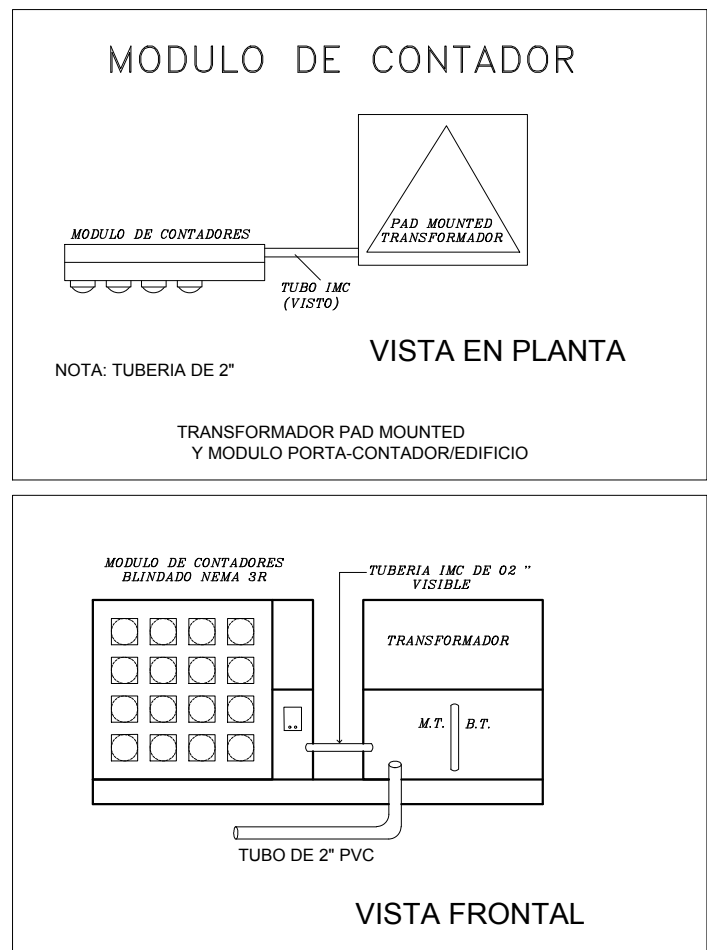 MODULO DE CONTADOR
PAD MOUNTED
TRANSFORMADOR
MODULO DE CONTADORES
TUBO IMC
(VISTO)
VISTA EN PLANTA
NOTA: TUBERIA DE 2"
TRANSFORMADOR PAD MOUNTED
Y MODULO PORTA-CONTADOR/EDIFICIO
MODULO DE CONTADORES
BLINDADO NEMA 3R
TUBERIA IMC DE 02 "
VISIBLE
TRANSFORMADOR
M.T. B.T.
TUBO DE 2" PVC
VISTA FRONTAL